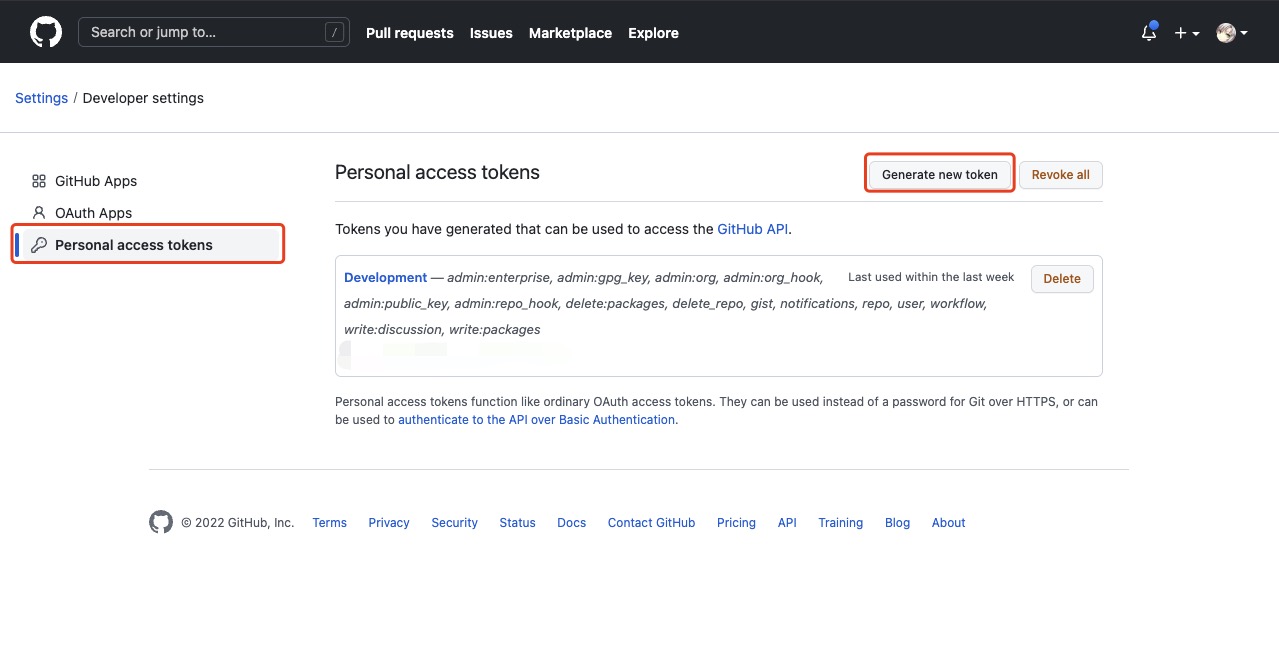 Search or jump to... /
Pull requests
Issues
Marketplace
Explore
Settings / Developer settings
GitHub Apps
OAuth Apps
Personal access tokens
Personal access tokens
Generate new token
Revoke all
Tokens you have generated that can be used to access the GitHub API.
Development — admin:enterprise, admin:gpg_key, admin:org, admin:org_hook,
admin:public_key, admin:repo_hook, delete:packages, delete_repo, gist, notifications, repo, user, workflow,
write:discussion, write:packages
Last used within the last week
Delete
Personal access tokens function like ordinary OAuth access tokens. They can be used instead of a password for Git over HTTPS, or can
be used to authenticate to the API over Basic Authentication.
© 2022 GitHub, Inc.
Terms
Privacy
Security
Status
Docs
Contact GitHub
Pricing
API
Training
Blog
About